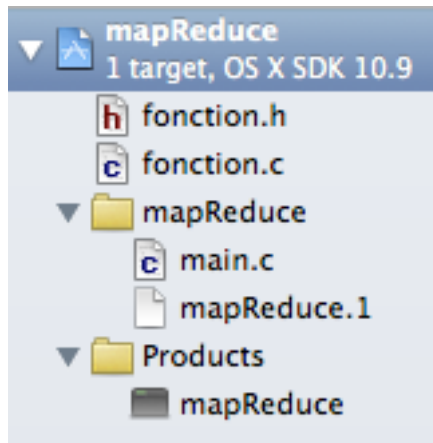 mapReduce
1 target, OS X SDK 10.9
h fonction.h
c fonction.c
mapReduce
c main.c
mapReduce.1
Products
mapReduce